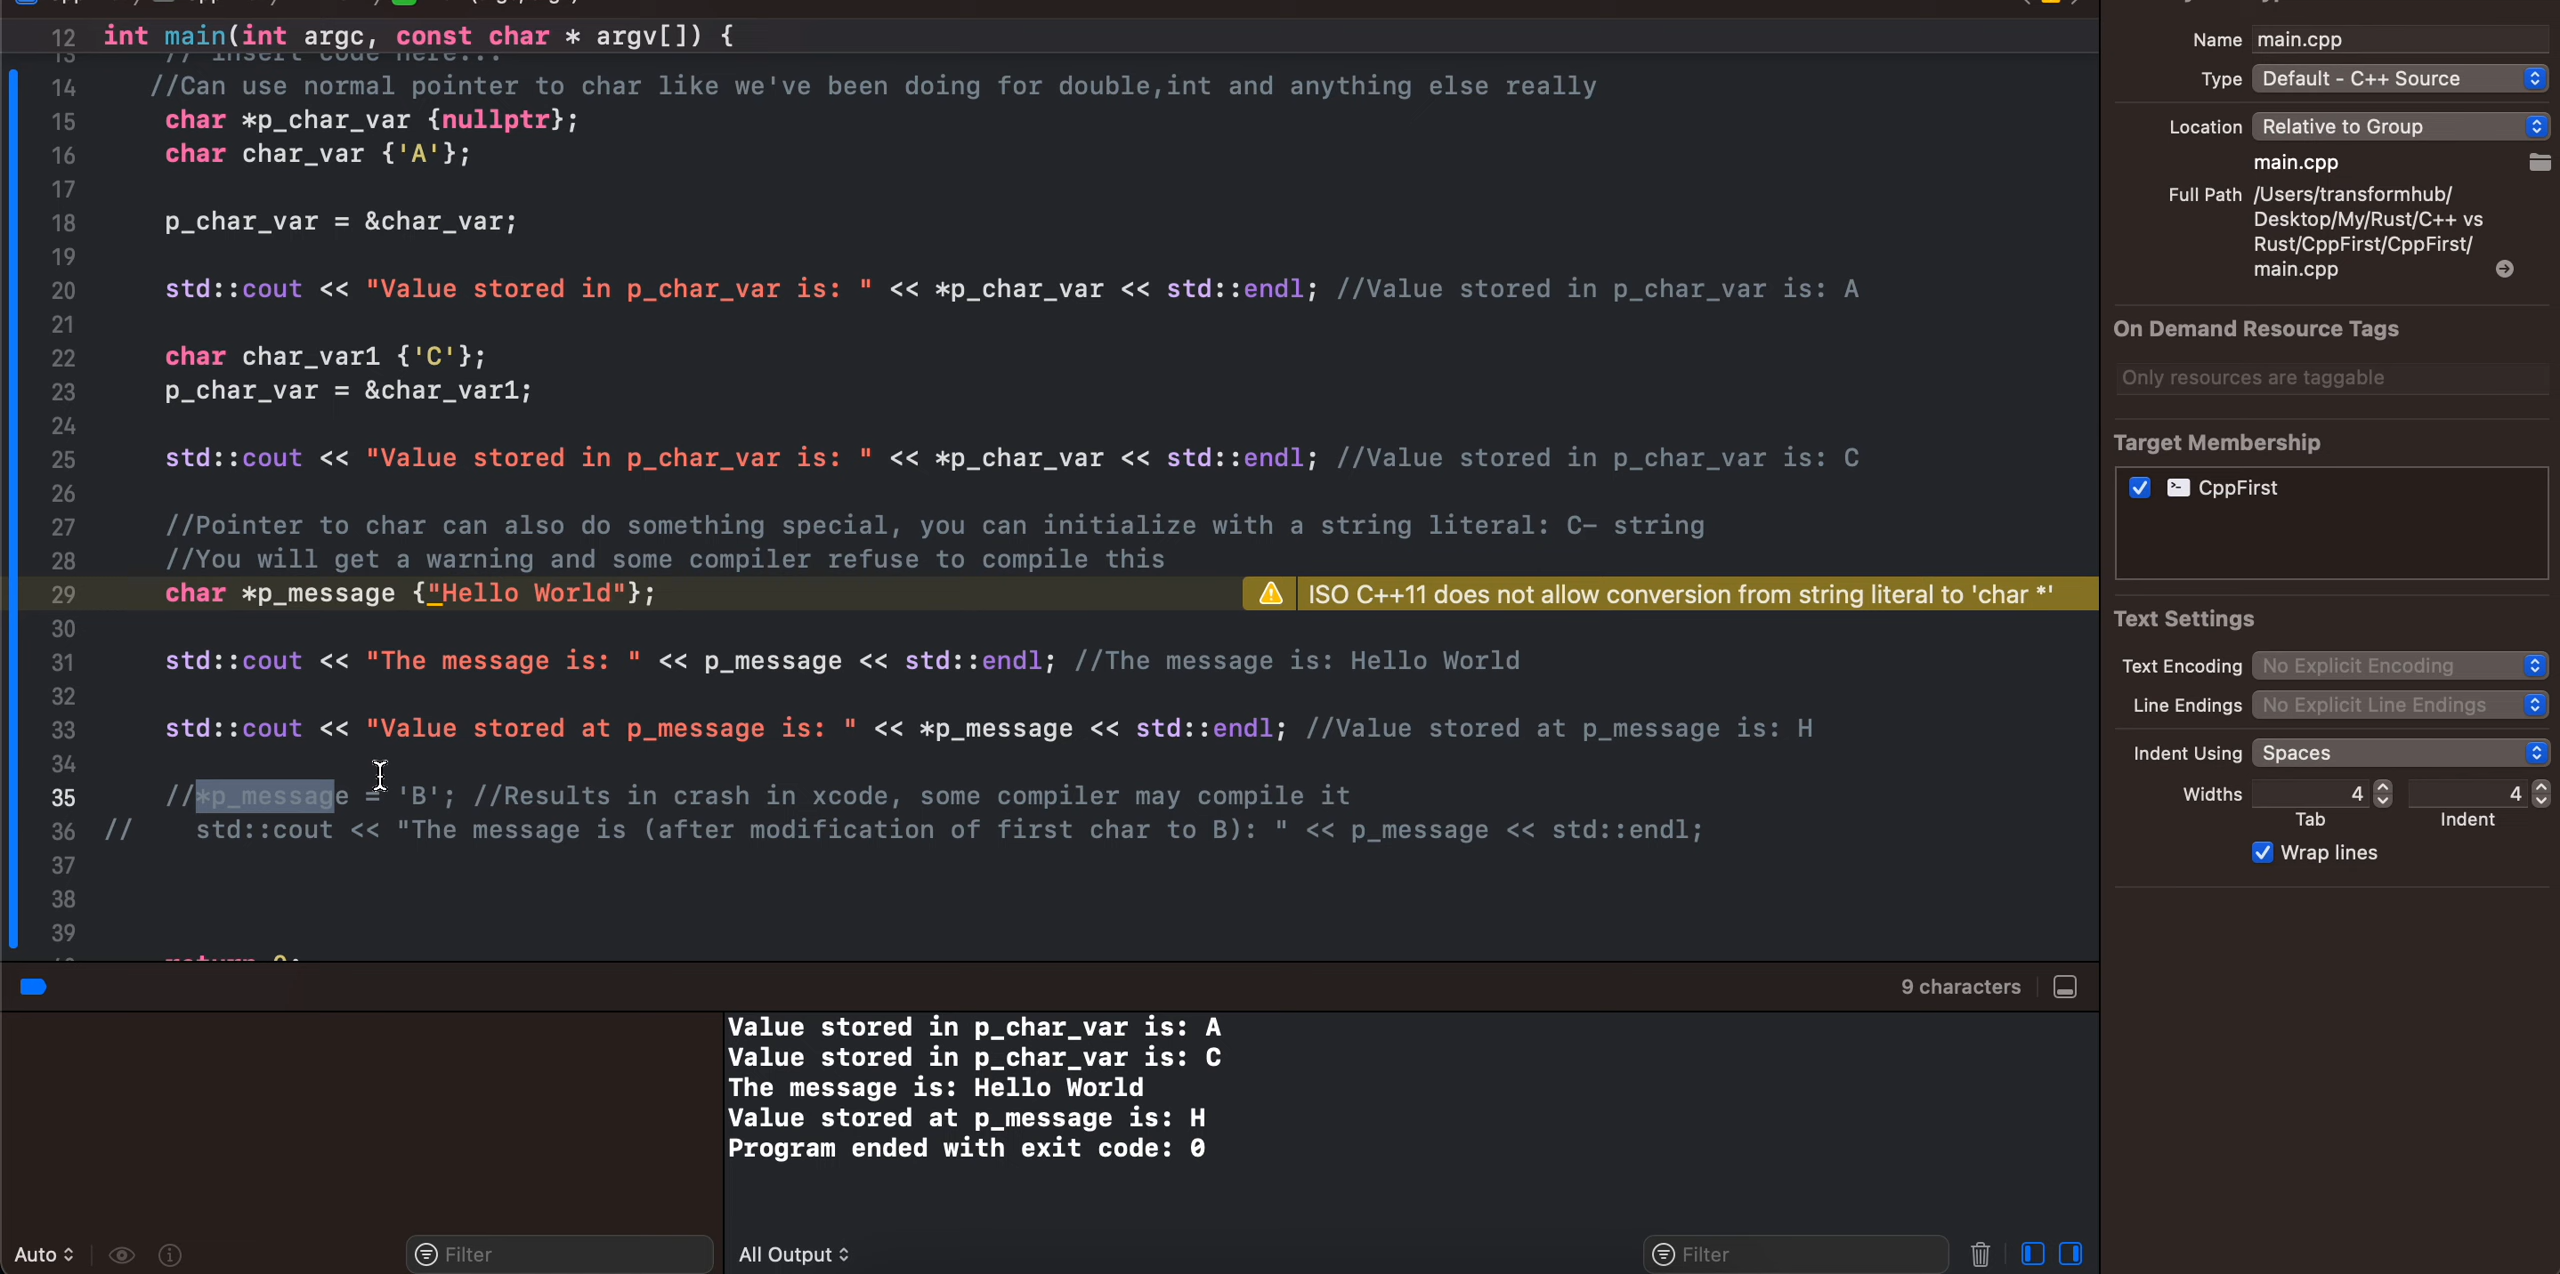 12 int main(int argc, const char * argv[]) {
13 // insert code here...
14 //Can use normal pointer to char like we've been doing for double,int and anything else really
15 char *p_char_var {nullptr};
16 char char_var {'A'};
17
18 p_char_var = &char_var;
19
20 std::cout << "Value stored in p_char_var is: " << *p_char_var << std::endl; //Value stored in p_char_var is: A
21
22 char char_var1 {'C'};
23 p_char_var = &char_var1;
24
25 std::cout << "Value stored in p_char_var is: " << *p_char_var << std::endl; //Value stored in p_char_var is: C
26
27 //Pointer to char can also do something special, you can initialize with a string literal: C- string
28 //You will get a warning and some compiler refuse to compile this
29 char *p_message {"Hello World"}; ISO C++11 does not allow conversion from string literal to 'char *'
30
31 std::cout << "The message is: " << p_message << std::endl; //The message is: Hello World
32
33 std::cout << "Value stored at p_message is: " << *p_message << std::endl; //Value stored at p_message is: H
34
35 //*p_message = 'B'; //Results in crash in xcode, some compiler may compile it
36 // std::cout << "The message is (after modification of first char to B): " << p_message << std::endl;
37
38
39
return 0;
9 characters
Value stored in p_char_var is: A
Value stored in p_char_var is: C
The message is: Hello World
Value stored at p_message is: H
Program ended with exit code: 0
Auto
Filter
All Output
Filter
Name main.cpp
Type Default - C++ Source
Location Relative to Group
main.cpp
Full Path /Users/transformhub/
Desktop/My/Rust/C++ vs
Rust/CppFirst/CppFirst/
main.cpp
On Demand Resource Tags
Only resources are taggable
Target Membership
CppFirst
Text Settings
Text Encoding No Explicit Encoding
Line Endings No Explicit Line Endings
Indent Using Spaces
Widths 4 4
Tab Indent
Wrap lines